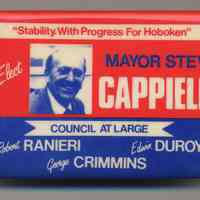 "Stability With Progress For Hoboken"
Elect
MAYOR STEV
CAPPIELL
COUNCIL AT LARGE
Robert RANIERI Edwin DUROY
George CRIMMINS